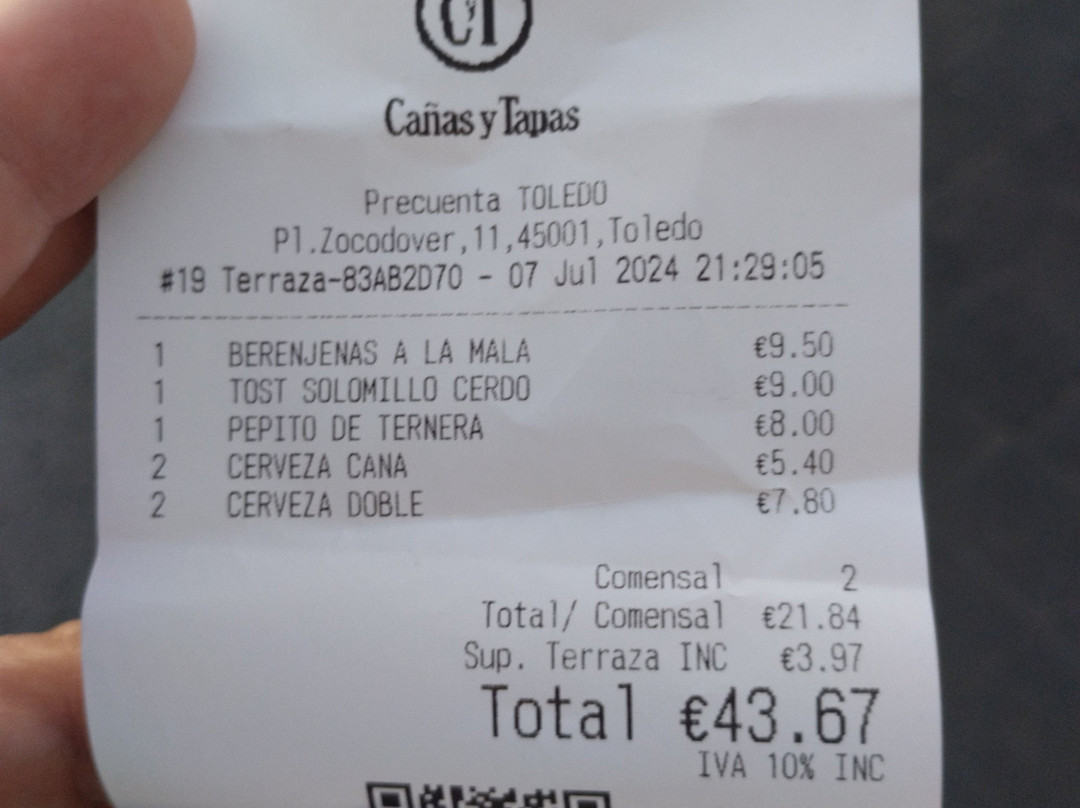 CyT
Cañas y Tapas
Precuenta TOLEDO
Pl.Zocodover,11,45001,Toledo
#19 Terraza-83AB2D70 - 07 Jul 2024 21:29:05
1 BERENJENAS A LA MALA €9.50
1 TOST SOLOMILLO CERDO €9.00
1 PEPITO DE TERNERA €8.00
2 CERVEZA CANA €5.40
2 CERVEZA DOBLE €7.80
Comensal 2
Total/ Comensal €21.84
Sup. Terraza INC €3.97
Total €43.67
IVA 10% INC